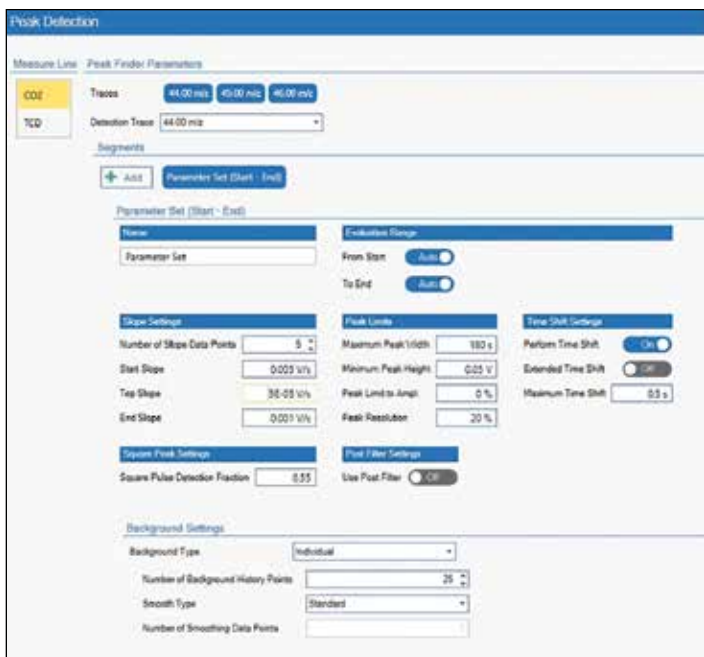 Peak Detection
Measure Line Peak Finder Parameters
CO2 Traces 44.00 m/z 45.00 m/z 46.00 m/z
TCD Detection Trace 44.00 m/z
Segments
Add Parameter Set (Start - End)
Parameter Set (Start - End)
Name Evaluation Range
Parameter Set From Start Auto
To End Auto
Slope Settings Peak Limits Time Shift Settings
Number of Slope Data Points 5 Maximum Peak Width 180 s Perform Time Shift On
Start Slope 0.003 V/s Minimum Peak Height 0.05 V Extended Time Shift Off
Top Slope 3E-05 V/s Peak Limit to Ampl. 0 % Maximum Time Shift 0.5 s
End Slope 0.001 V/s Peak Resolution 20 %
Square Peak Settings Post Filter Settings
Square Pulse Detection Fraction 0.55 Use Post Filter Off
Background Settings
Background Type Individual
Number of Background History Points 25
Smooth Type Standard
Number of Smoothing Data Points